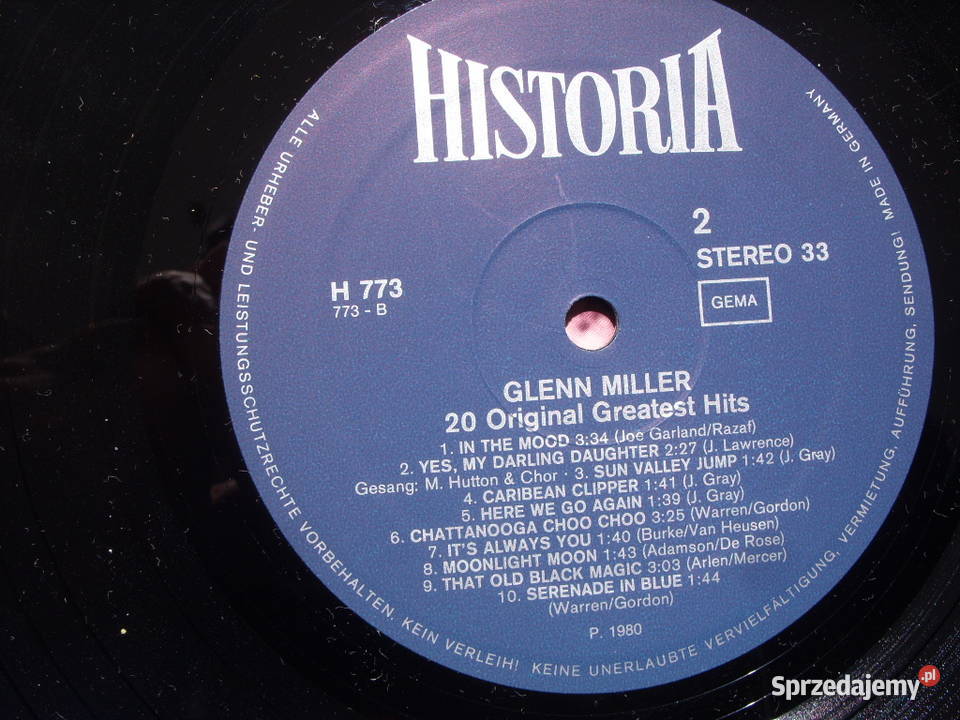 HISTORIA
ALLE URHEBER- UND LEISTUNGSSCHUTZRECHTE VORBEHALTEN. KEIN VERLEIH! KEINE UNERLAUBTE VERVIELFÄLTIGUNG, VERMIETUNG, AUFFÜHRUNG, SENDUNG! MADE IN GERMANY
2
STEREO 33
H 773
773 - B
GEMA
GLENN MILLER
20 Original Greatest Hits
1. IN THE MOOD 3:34 (Joe Garland/Razaf)
2. YES, MY DARLING DAUGHTER 2:27 (J. Lawrence)
Gesang: M. Hutton & Chor · 3. SUN VALLEY JUMP 1:42 (J. Gray)
4. CARIBEAN CLIPPER 1:41 (J. Gray)
5. HERE WE GO AGAIN 1:39 (J. Gray)
6. CHATTANOOGA CHOO CHOO 3:25 (Warren/Gordon)
7. IT'S ALWAYS YOU 1:40 (Burke/Van Heusen)
8. MOONLIGHT MOON 1:43 (Adamson/De Rose)
9. THAT OLD BLACK MAGIC 3:03 (Arlen/Mercer)
10. SERENADE IN BLUE 1:44
(Warren/Gordon)
P. 1980
Sprzedajemy.pl